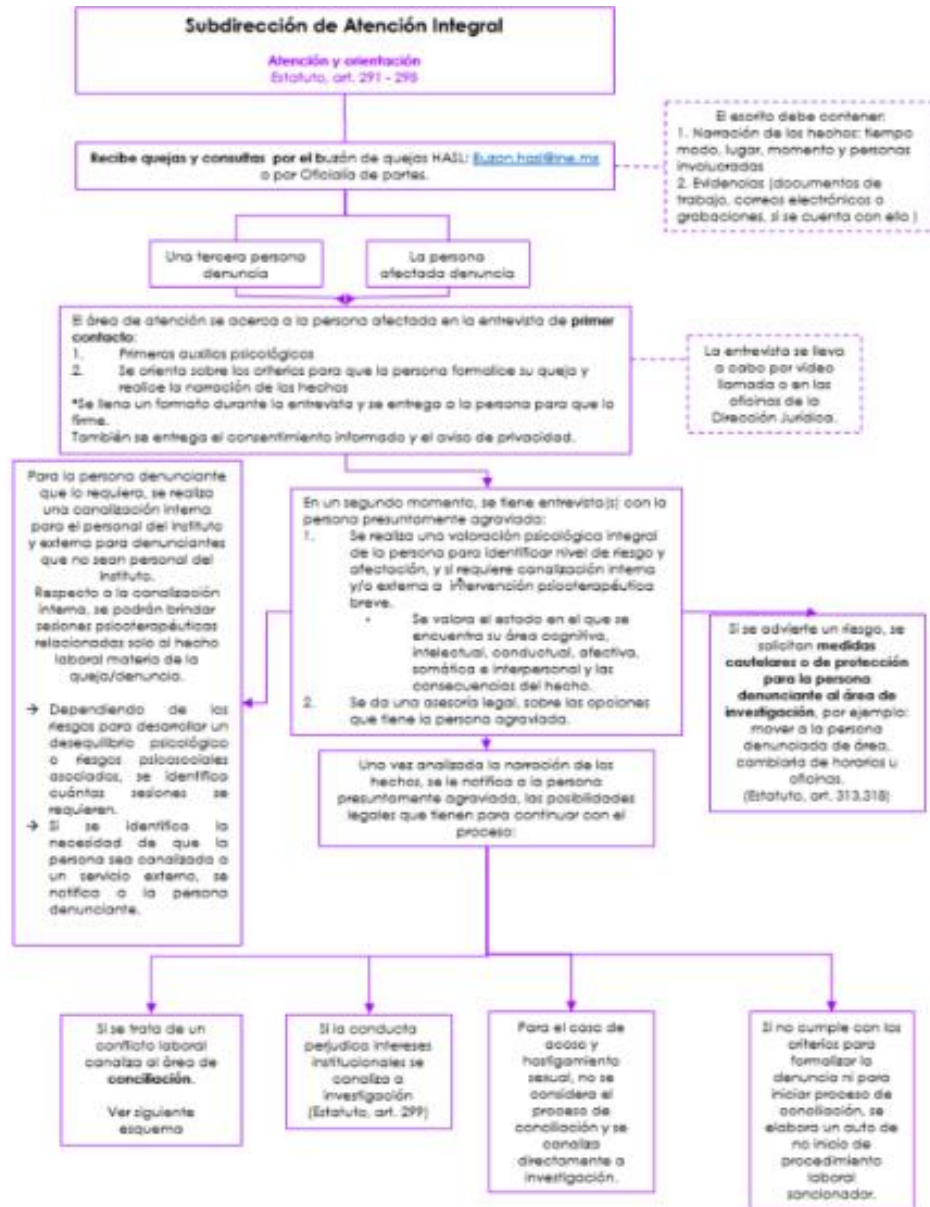 Subdirección de Atención Integral
Atención y orientación
Estatuto, art. 291 - 298
Recibe quejas y consultas por el buzón de quejas HASL: Buzon.hasl@ine.mx
o por Oficialía de partes.
El escrito debe contener:
1. Narración de los hechos: tiempo
modo, lugar, momento y personas
involucradas
2. Evidencias (documentos de
trabajo, correos electrónicos o
grabaciones, si se cuenta con ello )
Una tercera persona
denuncia
La persona
afectada denuncia
El área de atención se acerca a la persona afectada en la entrevista de primer
contacto:
1. Primeros auxilios psicológicos
2. Se orienta sobre los criterios para que la persona formalice su queja y
realice la narración de los hechos
*Se llena un formato durante la entrevista y se entrega a la persona para que lo
firme.
También se entrega el consentimiento informado y el aviso de privacidad.
La entrevista se lleva
a cabo por video
llamada o en las
oficinas de la
Dirección Jurídica.
Para la persona denunciante
que lo requiera, se realiza
una canalización interna
para el personal del Instituto
y externa para denunciantes
que no sean personal del
Instituto.
Respecto a la canalización
interna, se podrán brindar
sesiones psicoterapéuticas
relacionadas solo al hecho
laboral materia de la
queja/denuncia.
→ Dependiendo de los
riesgos para desarrollar un
desequilibrio psicológico
o riesgos psicosociales
asociados, se identifica
cuántas sesiones se
requieren.
→ Si se identifica la
necesidad de que la
persona sea canalizada a
un servicio externo, se
notifica a la persona
denunciante.
En un segundo momento, se tiene entrevista(s) con la
persona presuntamente agraviada:
1. Se realiza una valoración psicológica integral
de la persona para identificar nivel de riesgo y
afectación, y si requiere canalización interna
y/o externa a intervención psicoterapéutica
breve.
• Se valora el estado en el que se
encuentra su área cognitiva,
intelectual, conductual, afectiva,
somática e interpersonal y las
consecuencias del hecho.
2. Se da una asesoría legal, sobre las opciones
que tiene la persona agraviada.
Si se advierte un riesgo, se
solicitan medidas
cautelares o de protección
para la persona
denunciante al área de
investigación, por ejemplo:
mover a la persona
denunciada de área,
cambiarla de horarios u
oficinas.
(Estatuto, art. 313,318)
Una vez analizada la narración de los
hechos, se le notifica a la persona
presuntamente agraviada, las posibilidades
legales que tienen para continuar con el
proceso:
Si se trata de un
conflicto laboral
canaliza al área de
conciliación.
Ver siguiente
esquema
Si la conducta
perjudica intereses
institucionales se
canaliza a
investigación
(Estatuto, art. 299)
Para el caso de
acoso y
hostigamiento
sexual, no se
considera el
proceso de
conciliación y se
canaliza
directamente a
investigación.
Si no cumple con los
criterios para
formalizar la
denuncia ni para
iniciar proceso de
conciliación, se
elabora un auto de
no inicio de
procedimiento
laboral
sancionador.